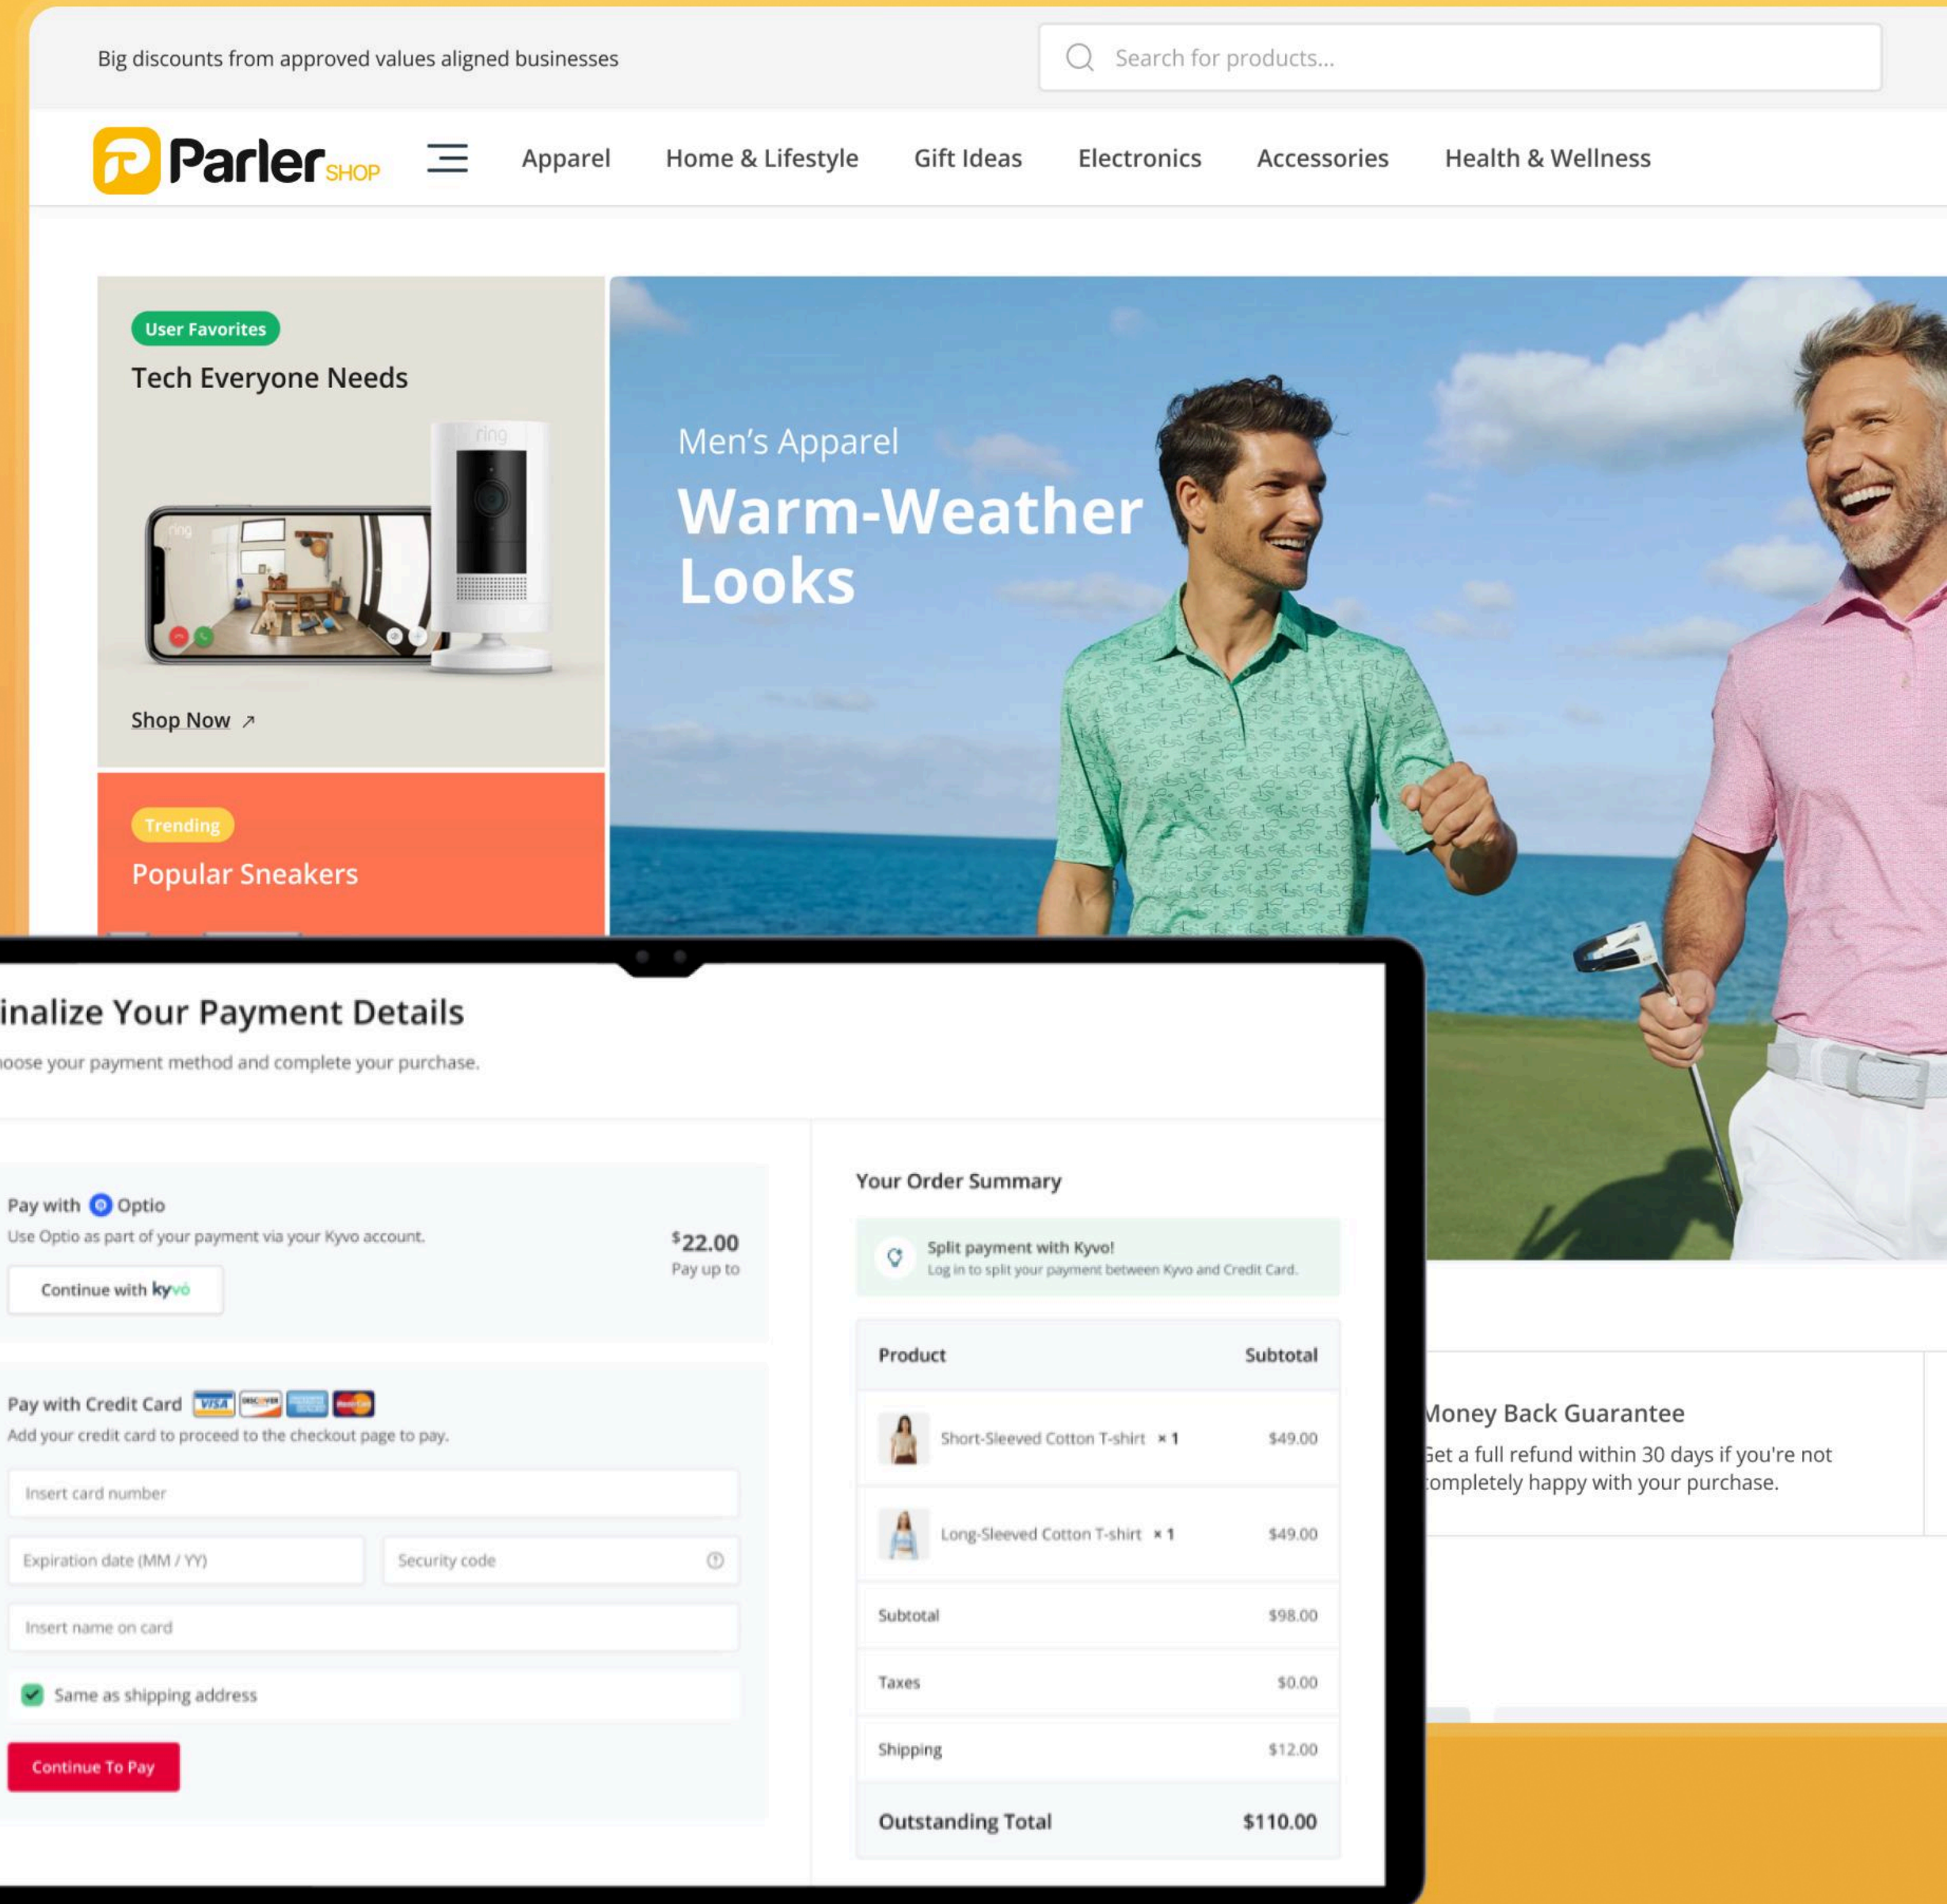 Big discounts from approved values aligned businesses
Search for products...
Parler SHOP
Apparel
Home & Lifestyle
Gift Ideas
Electronics
Accessories
Health & Wellness
User Favorites
Tech Everyone Needs
ring
ring
Shop Now
Men's Apparel
Warm-Weather
Looks
Trending
Popular Sneakers
inalize Your Payment Details
hoose your payment method and complete your purchase.
Pay with Optio
Use Optio as part of your payment via your Kyvo account.
$22.00
Pay up to
Continue with kyvo
Pay with Credit Card VISA DISCOVER MasterCard
Add your credit card to proceed to the checkout page to pay.
Insert card number
Expiration date (MM / YY)
Security code
Insert name on card
Same as shipping address
Continue To Pay
Your Order Summary
Split payment with Kyvo!
Log in to split your payment between Kyvo and Credit Card.
Product Subtotal
Short-Sleeved Cotton T-shirt × 1 $49.00
Long-Sleeved Cotton T-shirt × 1 $49.00
Subtotal $98.00
Taxes $0.00
Shipping $12.00
Outstanding Total $110.00
Money Back Guarantee
Get a full refund within 30 days if you're not
completely happy with your purchase.